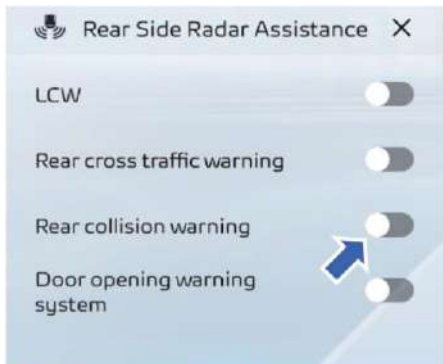 Rear Side Radar Assistance
LCW
Rear cross traffic warning
Rear collision warning
Door opening warning
system